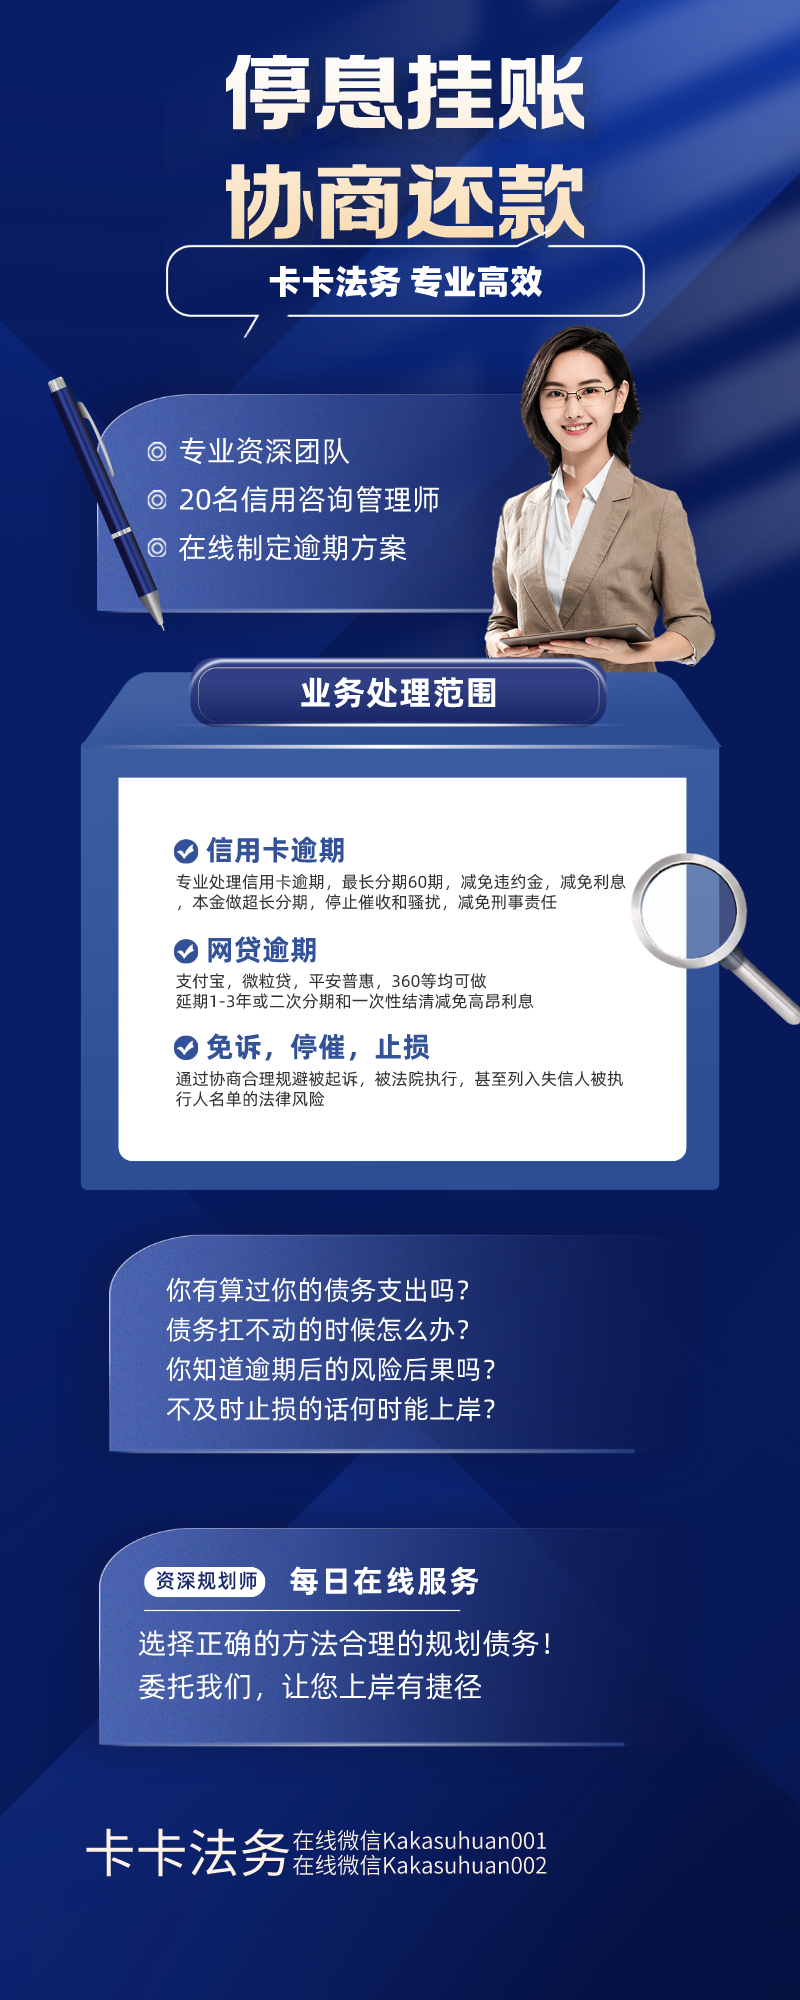 停息挂账
协商还款
卡卡法务 专业高效
专业资深团队
20名信用咨询管理师
在线制定逾期方案
业务处理范围
信用卡逾期
专业处理信用卡逾期，最长分期60期，减免违约金，减免利息
，本金做超长分期，停止催收和骚扰，减免刑事责任
网贷逾期
支付宝，微粒贷，平安普惠，360等均可做
延期1-3年或二次分期和一次性结清减免高昂利息
免诉，停催，止损
通过协商合理规避被起诉，被法院执行，甚至列入失信人被执
行人名单的法律风险
你有算过你的债务支出吗？
债务扛不动的时候怎么办？
你知道逾期后的风险后果吗？
不及时止损的话何时能上岸？
资深规划师 每日在线服务
选择正确的方法合理的规划债务！
委托我们，让您上岸有捷径
卡卡法务
在线微信Kakasuhuan001
在线微信Kakasuhuan002